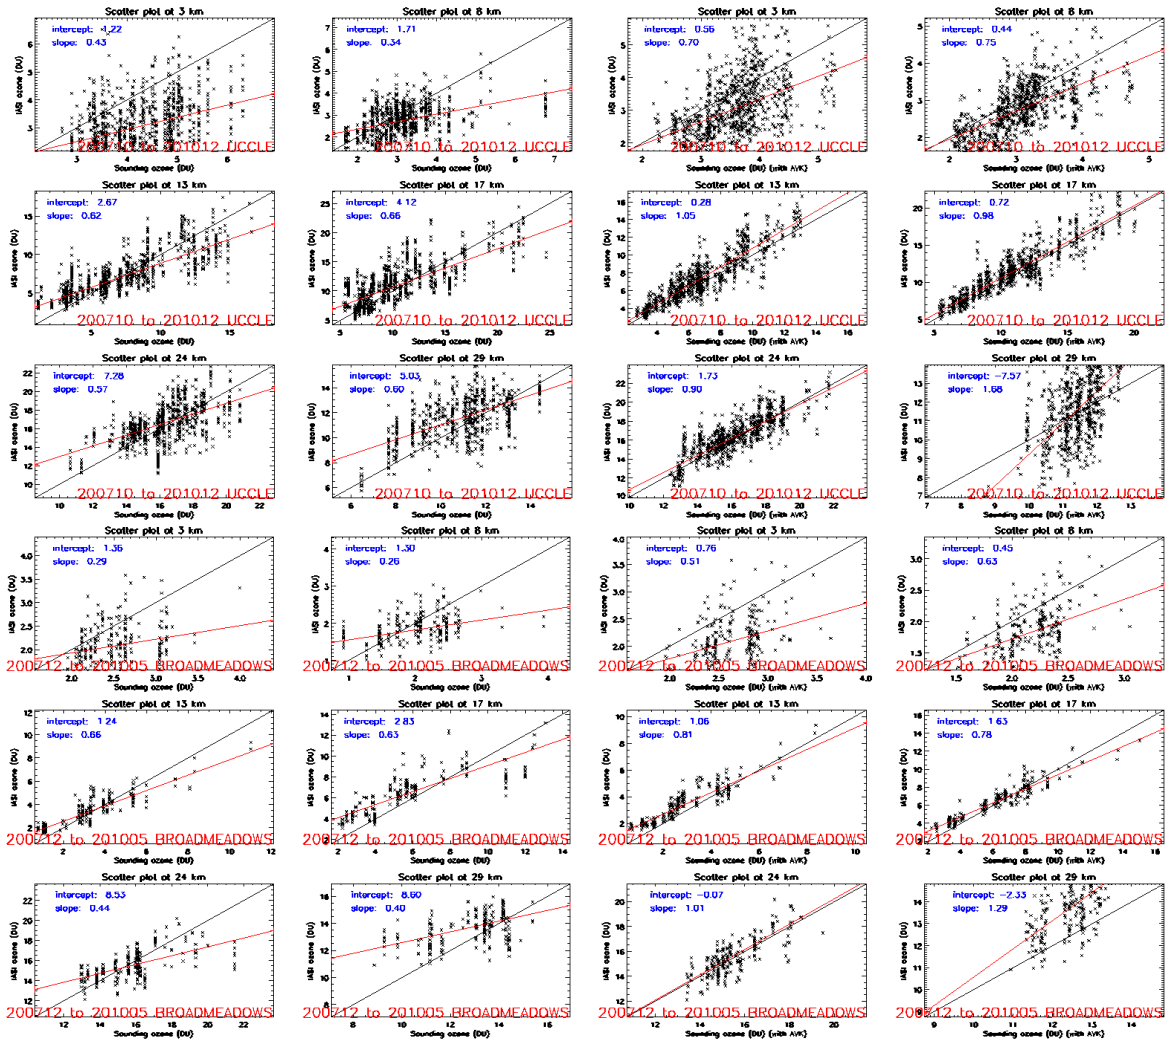 Scatter plot at 3 km
intercept: 1.22
slope: 0.43
IASI ozone (DU)
200710 to 201012 UCCLE
Sounding ozone (DU)
Scatter plot at 8 km
intercept: 1.71
slope: 0.34
IASI ozone (DU)
200710 to 201012 UCCLE
Sounding ozone (DU)
Scatter plot at 3 km
intercept: 0.56
slope: 0.70
IASI ozone (DU)
200710 to 201012 UCCLE
Sounding ozone (DU) (with AVK)
Scatter plot at 8 km
intercept: 0.44
slope: 0.75
IASI ozone (DU)
200710 to 201012 UCCLE
Sounding ozone (DU) (with AVK)
Scatter plot at 13 km
intercept: 2.67
slope: 0.62
IASI ozone (DU)
200710 to 201012 UCCLE
Sounding ozone (DU)
Scatter plot at 17 km
intercept: 4.12
slope: 0.66
IASI ozone (DU)
200710 to 201012 UCCLE
Sounding ozone (DU)
Scatter plot at 13 km
intercept: 0.28
slope: 1.05
IASI ozone (DU)
200710 to 201012 UCCLE
Sounding ozone (DU) (with AVK)
Scatter plot at 17 km
intercept: 0.72
slope: 0.98
IASI ozone (DU)
200710 to 201012 UCCLE
Sounding ozone (DU) (with AVK)
Scatter plot at 24 km
intercept: 7.28
slope: 0.57
IASI ozone (DU)
200710 to 201012 UCCLE
Sounding ozone (DU)
Scatter plot at 29 km
intercept: 5.03
slope: 0.60
IASI ozone (DU)
200710 to 201012 UCCLE
Sounding ozone (DU)
Scatter plot at 24 km
intercept: 1.73
slope: 0.90
IASI ozone (DU)
200710 to 201012 UCCLE
Sounding ozone (DU) (with AVK)
Scatter plot at 29 km
intercept: -7.57
slope: 1.68
IASI ozone (DU)
200710 to 201012 UCCLE
Sounding ozone (DU) (with AVK)
Scatter plot at 3 km
intercept: 1.36
slope: 0.29
IASI ozone (DU)
200712 to 201005 BROADMEADOWS
Sounding ozone (DU)
Scatter plot at 8 km
intercept: 1.30
slope: 0.26
IASI ozone (DU)
200712 to 201005 BROADMEADOWS
Sounding ozone (DU)
Scatter plot at 3 km
intercept: 0.76
slope: 0.51
IASI ozone (DU)
200712 to 201005 BROADMEADOWS
Sounding ozone (DU) (with AVK)
Scatter plot at 8 km
intercept: 0.45
slope: 0.63
IASI ozone (DU)
200712 to 201005 BROADMEADOWS
Sounding ozone (DU) (with AVK)
Scatter plot at 13 km
intercept: 1.24
slope: 0.66
IASI ozone (DU)
200712 to 201005 BROADMEADOWS
Sounding ozone (DU)
Scatter plot at 17 km
intercept: 2.83
slope: 0.63
IASI ozone (DU)
200712 to 201005 BROADMEADOWS
Sounding ozone (DU)
Scatter plot at 13 km
intercept: 1.06
slope: 0.81
IASI ozone (DU)
200712 to 201005 BROADMEADOWS
Sounding ozone (DU) (with AVK)
Scatter plot at 17 km
intercept: 1.63
slope: 0.78
IASI ozone (DU)
200712 to 201005 BROADMEADOWS
Sounding ozone (DU) (with AVK)
Scatter plot at 24 km
intercept: 8.53
slope: 0.44
IASI ozone (DU)
200712 to 201005 BROADMEADOWS
Sounding ozone (DU)
Scatter plot at 29 km
intercept: 8.60
slope: 0.40
IASI ozone (DU)
200712 to 201005 BROADMEADOWS
Sounding ozone (DU)
Scatter plot at 24 km
intercept: -0.07
slope: 1.01
IASI ozone (DU)
200712 to 201005 BROADMEADOWS
Sounding ozone (DU) (with AVK)
Scatter plot at 29 km
intercept: -2.33
slope: 1.29
IASI ozone (DU)
200712 to 201005 BROADMEADOWS
Sounding ozone (DU) (with AVK)